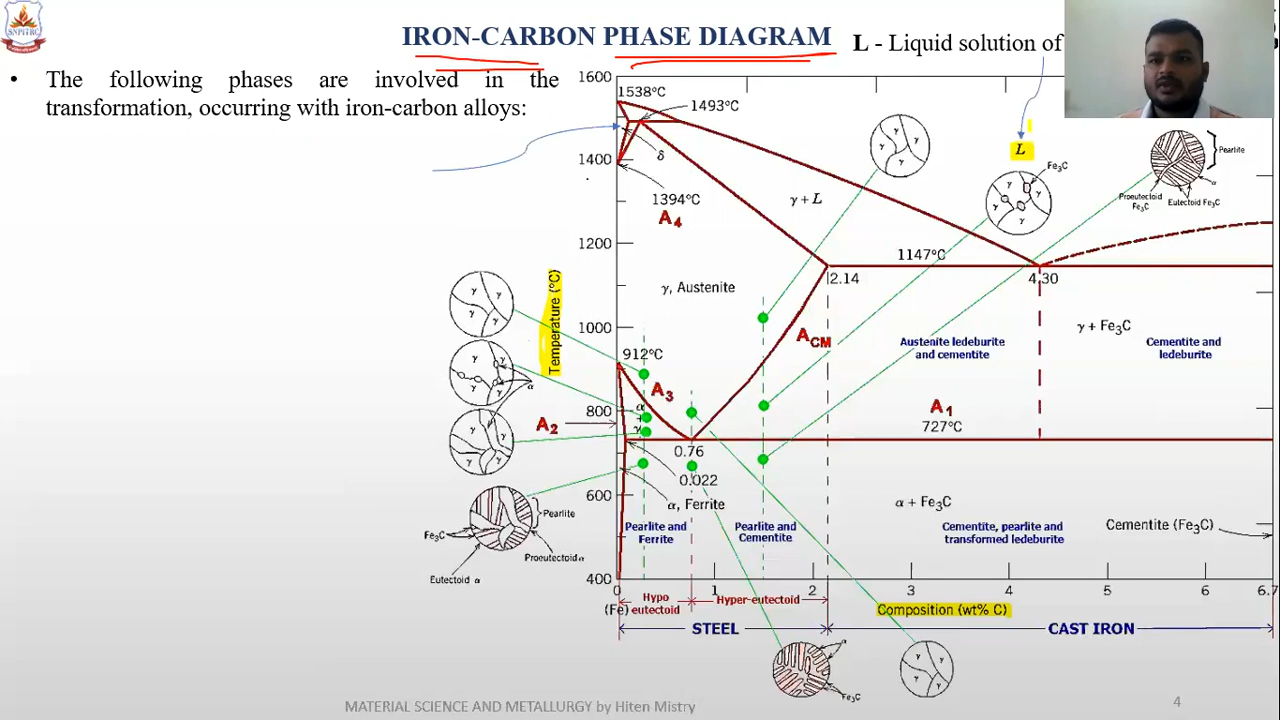 SNPITRC
IRON-CARBON PHASE DIAGRAM
L - Liquid solution of
• The following phases are involved in the
transformation, occurring with iron-carbon alloys:
1600
1538°C
1493°C
δ
1400
1394°C
A4
γ + L
L
Fe3C
γ
γ
γ
γ
Pearlite
Proeutectoid
Fe3C
Eutectoid Fe3C
α
1200
1147°C
2.14
4.30
γ, Austenite
Temperature (°C)
1000
ACM
γ + Fe3C
Austenite ledeburite
and cementite
Cementite and
ledeburite
912°C
A3
α
+
γ
800
A2
A1
727°C
0.76
0.022
600
α, Ferrite
α + Fe3C
Pearlite and
Ferrite
Pearlite and
Cementite
Cementite, pearlite and
transformed ledeburite
Cementite (Fe3C)
Pearlite
Fe3C
Proeutectoid α
Eutectoid α
400
0
1
2
3
4
5
6
6.7
(Fe)
Hypo
eutectoid
Hyper-eutectoid
Composition (wt% C)
STEEL
CAST IRON
α
Fe3C
γ
γ
γ
γ
MATERIAL SCIENCE AND METALLURGY by Hiten Mistry
4